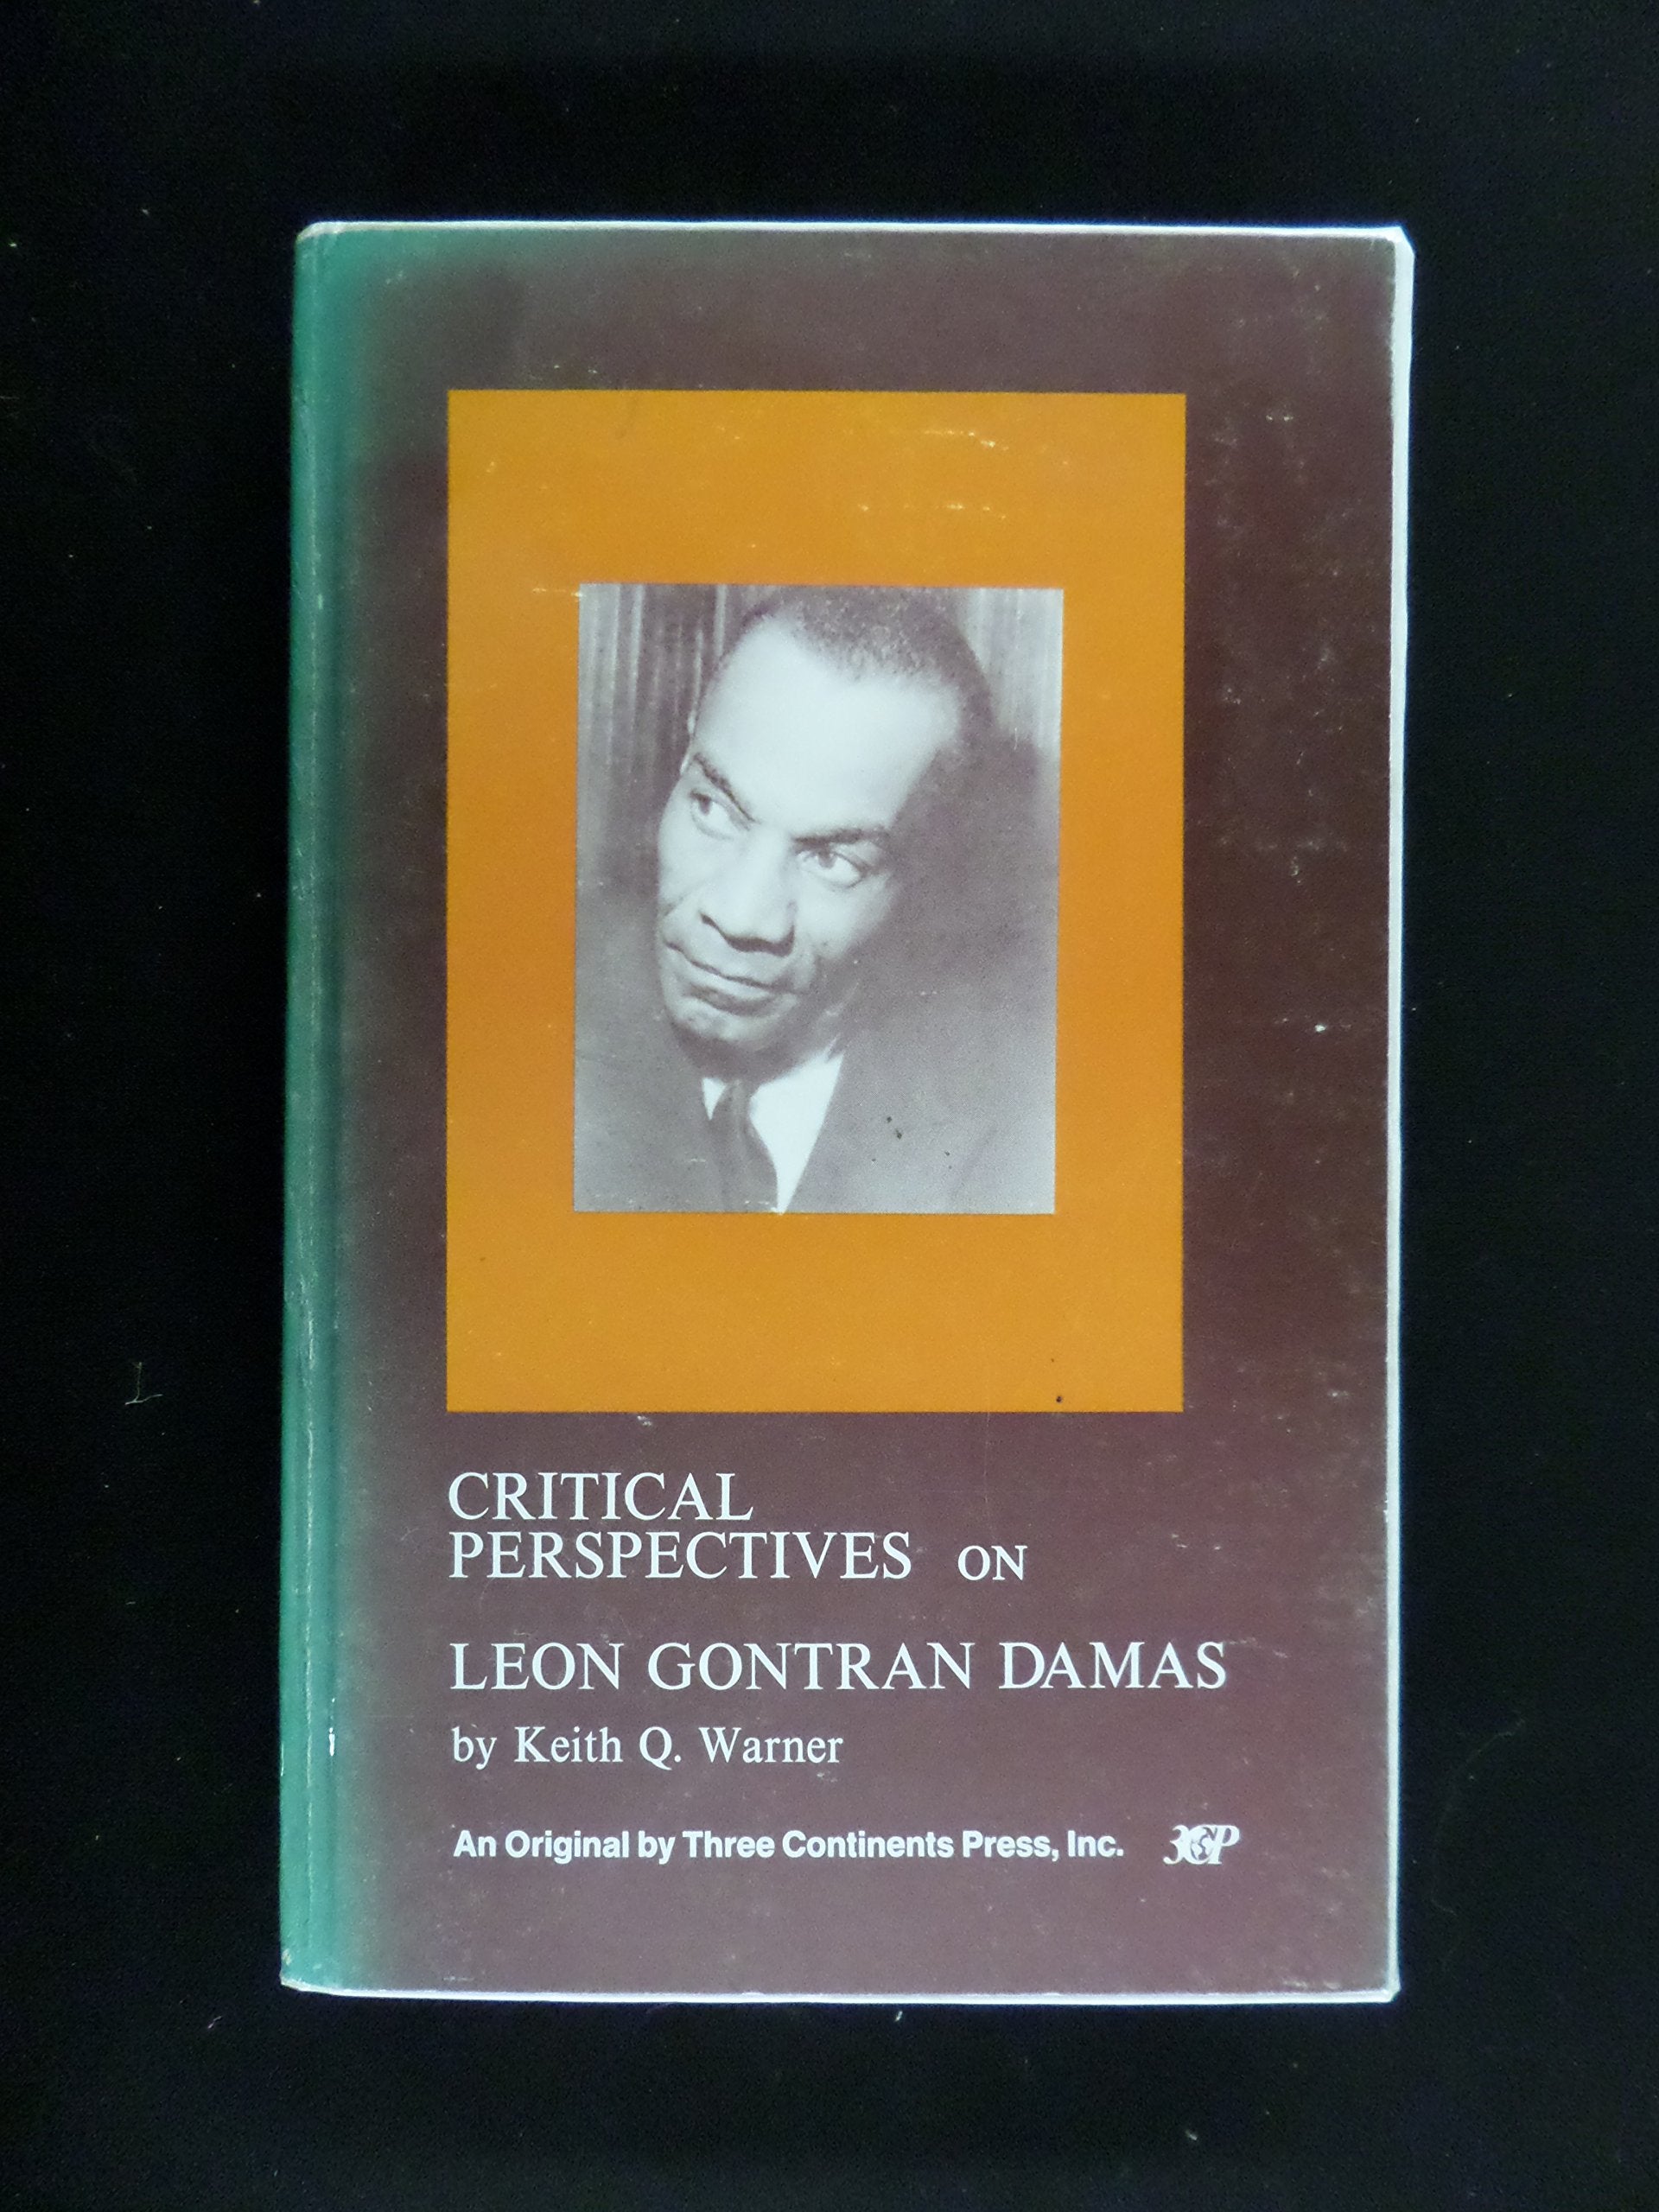 CRITICAL
PERSPECTIVES ON
LEON GONTRAN DAMAS
by Keith Q. Warner
An Original by Three Continents Press, Inc. 3CP